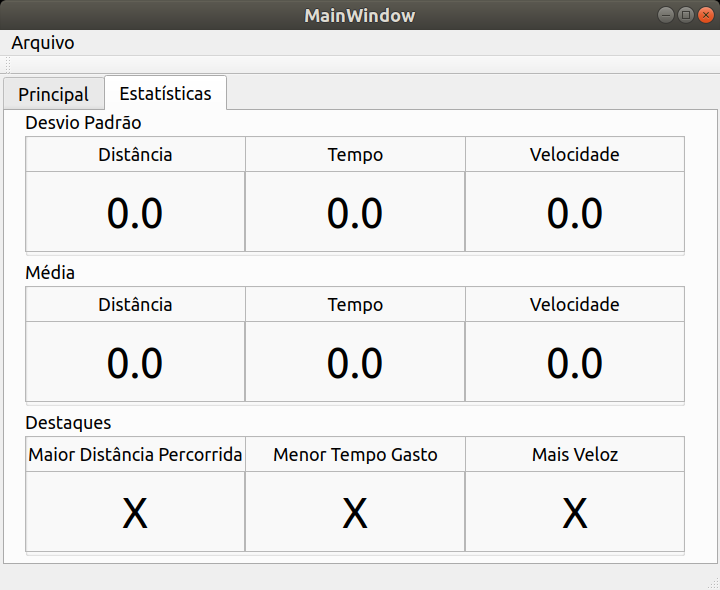 MainWindow
Arquivo
Principal Estatísticas
Desvio Padrão
Distância Tempo Velocidade
0.0 0.0 0.0
Média
Distância Tempo Velocidade
0.0 0.0 0.0
Destaques
Maior Distância Percorrida Menor Tempo Gasto Mais Veloz
X X X